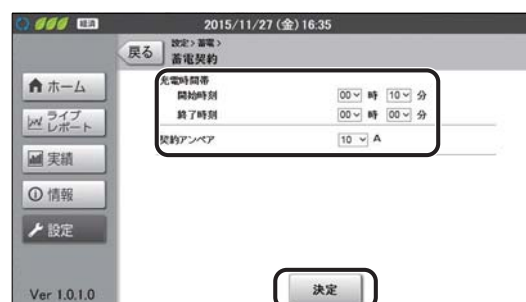 経済 2015/11/27 (金) 16:35
戻る
設定>蓄電>
蓄電契約
ホーム
ライブ
レポート
実績
情報
設定
Ver 1.0.1.0
充電時間帯
開始時刻 00 時 10 分
終了時刻 00 時 00 分
契約アンペア 10 A
決定